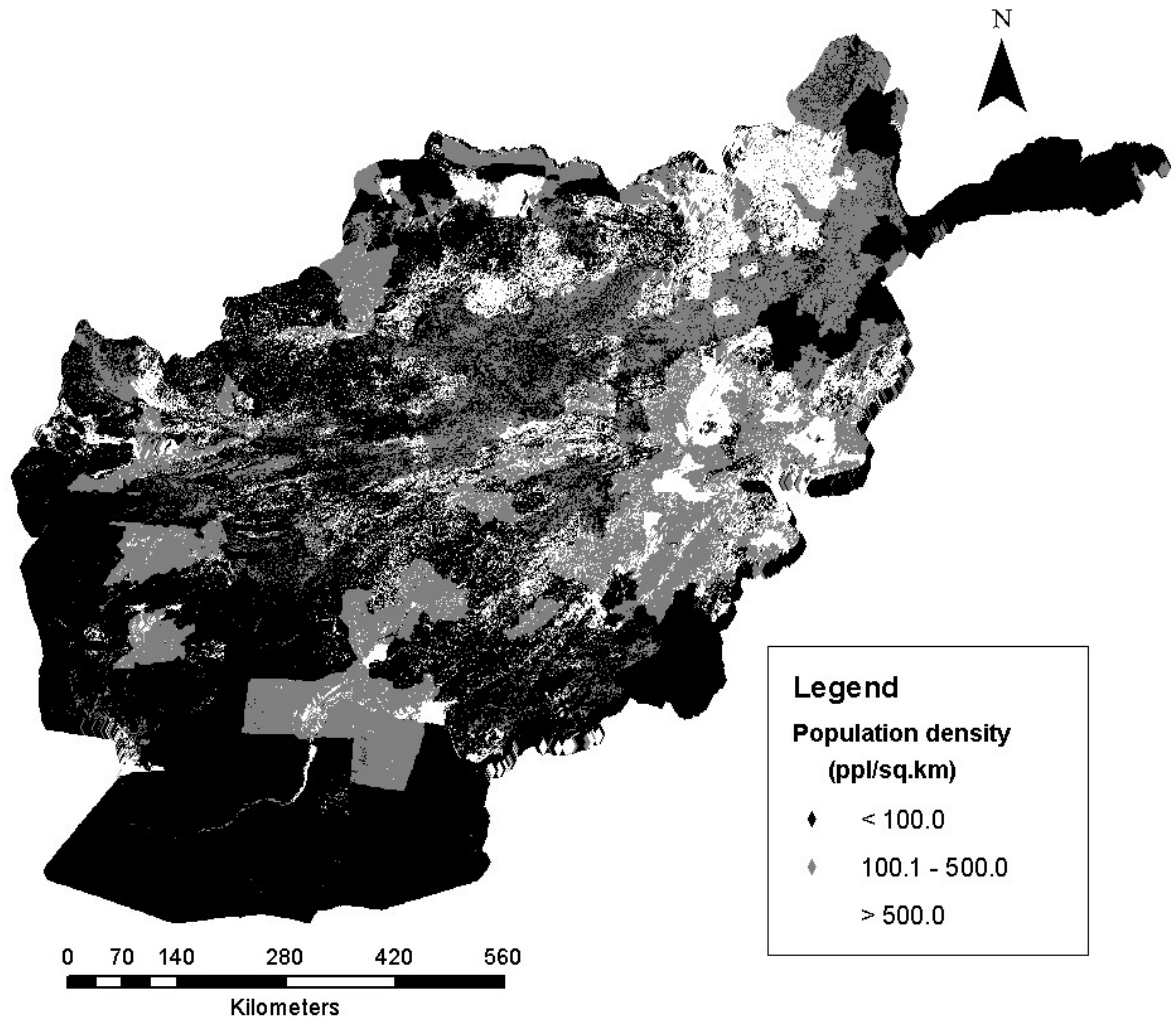 N
Legend
Population density
(ppl/sq.km)
< 100.0
100.1 - 500.0
> 500.0
0 70 140 280 420 560
Kilometers